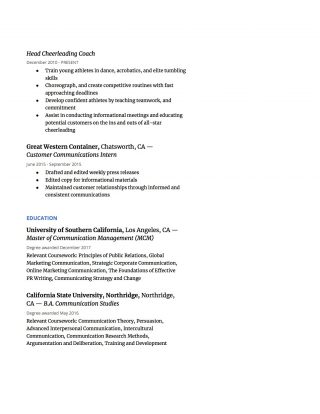 Head Cheerleading Coach
December 2010 - PRESENT
● Train young athletes in dance, acrobatics, and elite tumbling
skills
● Choreograph, and create competitive routines with fast
approaching deadlines
● Develop confident athletes by teaching teamwork, and
commitment
● Assist in conducting informational meetings and educating
potential customers on the ins and outs of all-star
cheerleading
Great Western Container, Chatsworth, CA —
Customer Communications Intern
June 2015 - September 2015
● Drafted and edited weekly press releases
● Edited copy for informational materials
● Maintained customer relationships through informed and
consistent communications
EDUCATION
University of Southern California, Los Angeles, CA —
Master of Communication Management (MCM)
Degree awarded December 2017
Relevant Coursework: Principles of Public Relations, Global
Marketing Communication, Strategic Corporate Communication,
Online Marketing Communication, The Foundations of Effective
PR Writing, Communicating Strategy and Change
California State University, Northridge, Northridge,
CA — B.A. Communication Studies
Degree awarded May 2016
Relevant Coursework: Communication Theory, Persuasion,
Advanced Interpersonal Communication, Intercultural
Communication, Communication Research Methods,
Argumentation and Deliberation, Training and Development